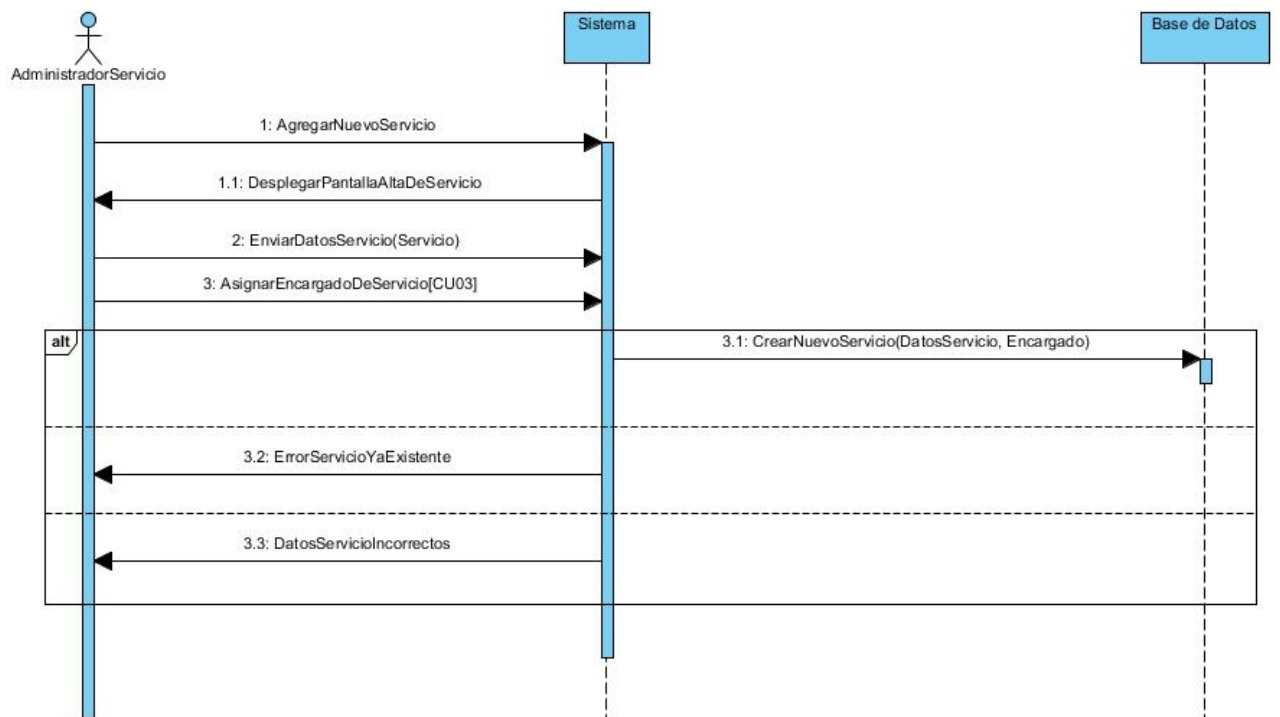 Sistema
Base de Datos
AdministradorServicio
1: AgregarNuevoServicio
1.1: DesplegarPantallaAltaDeServicio
2: EnviarDatosServicio(Servicio)
3: AsignarEncargadoDeServicio[CU03]
alt
3.1: CrearNuevoServicio(DatosServicio, Encargado)
3.2: ErrorServicioYaExistente
3.3: DatosServicioIncorrectos